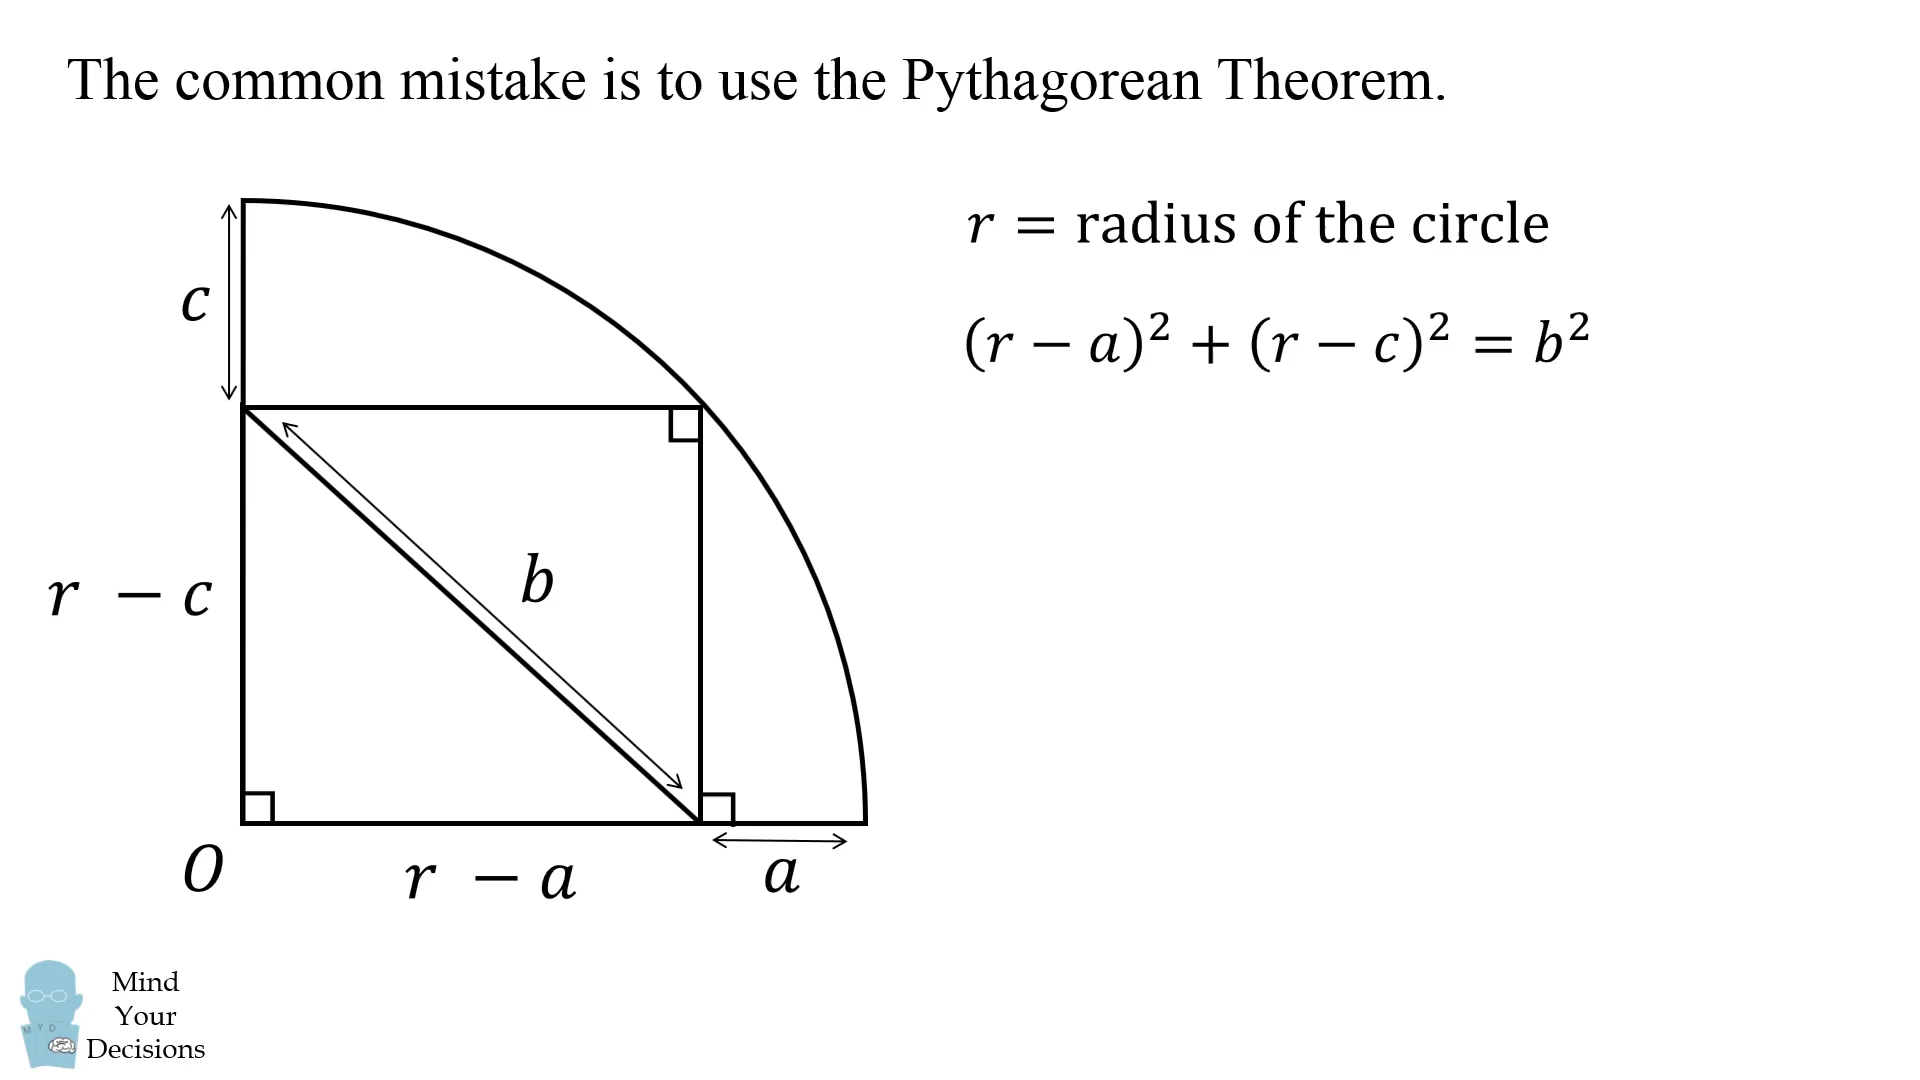 The common mistake is to use the Pythagorean Theorem.
r = radius of the circle
(r − a)² + (r − c)² = b²
c
b
r − c
O
r − a
a
M Y D
Mind
Your
Decisions